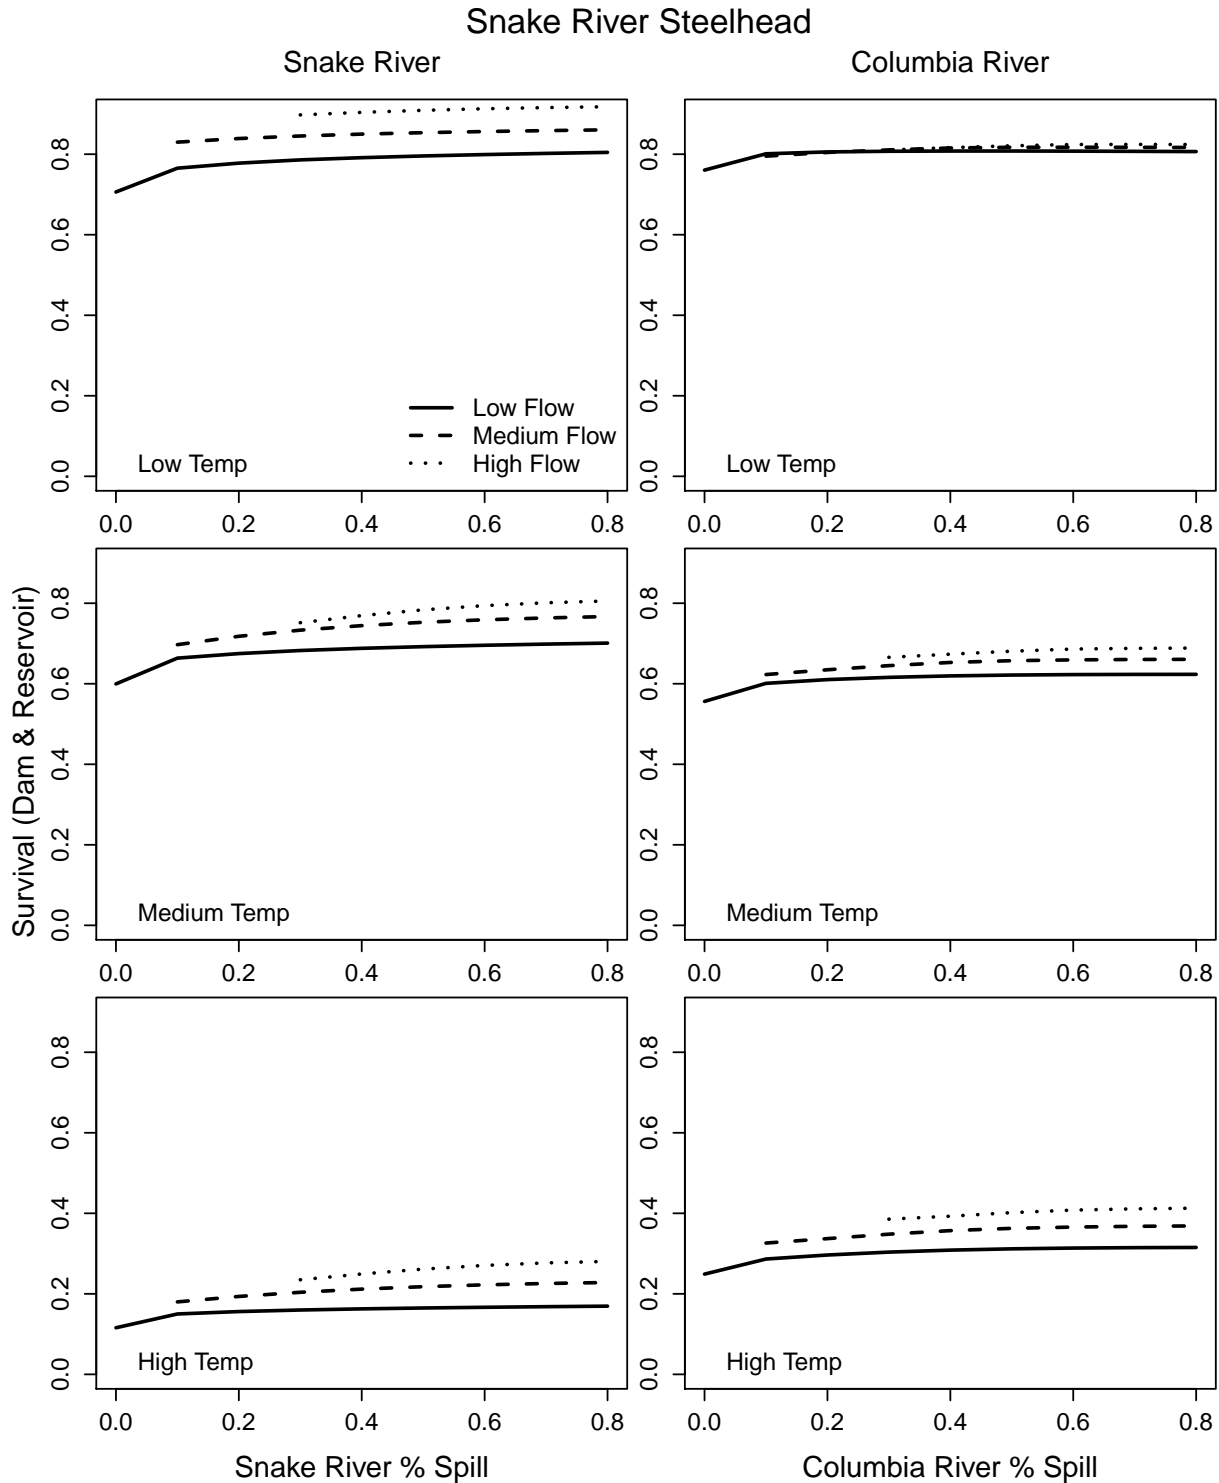 Snake River Steelhead
Snake River
Columbia River
0.8
0.6
0.4
0.2
0.0
Low Flow
Medium Flow
High Flow
Low Temp
0.0 0.2 0.4 0.6 0.8
0.8
0.6
0.4
0.2
0.0
Low Temp
0.0 0.2 0.4 0.6 0.8
Survival (Dam & Reservoir)
0.8
0.6
0.4
0.2
0.0
Medium Temp
0.0 0.2 0.4 0.6 0.8
0.8
0.6
0.4
0.2
0.0
Medium Temp
0.0 0.2 0.4 0.6 0.8
0.8
0.6
0.4
0.2
0.0
High Temp
0.0 0.2 0.4 0.6 0.8
Snake River % Spill
0.8
0.6
0.4
0.2
0.0
High Temp
0.0 0.2 0.4 0.6 0.8
Columbia River % Spill